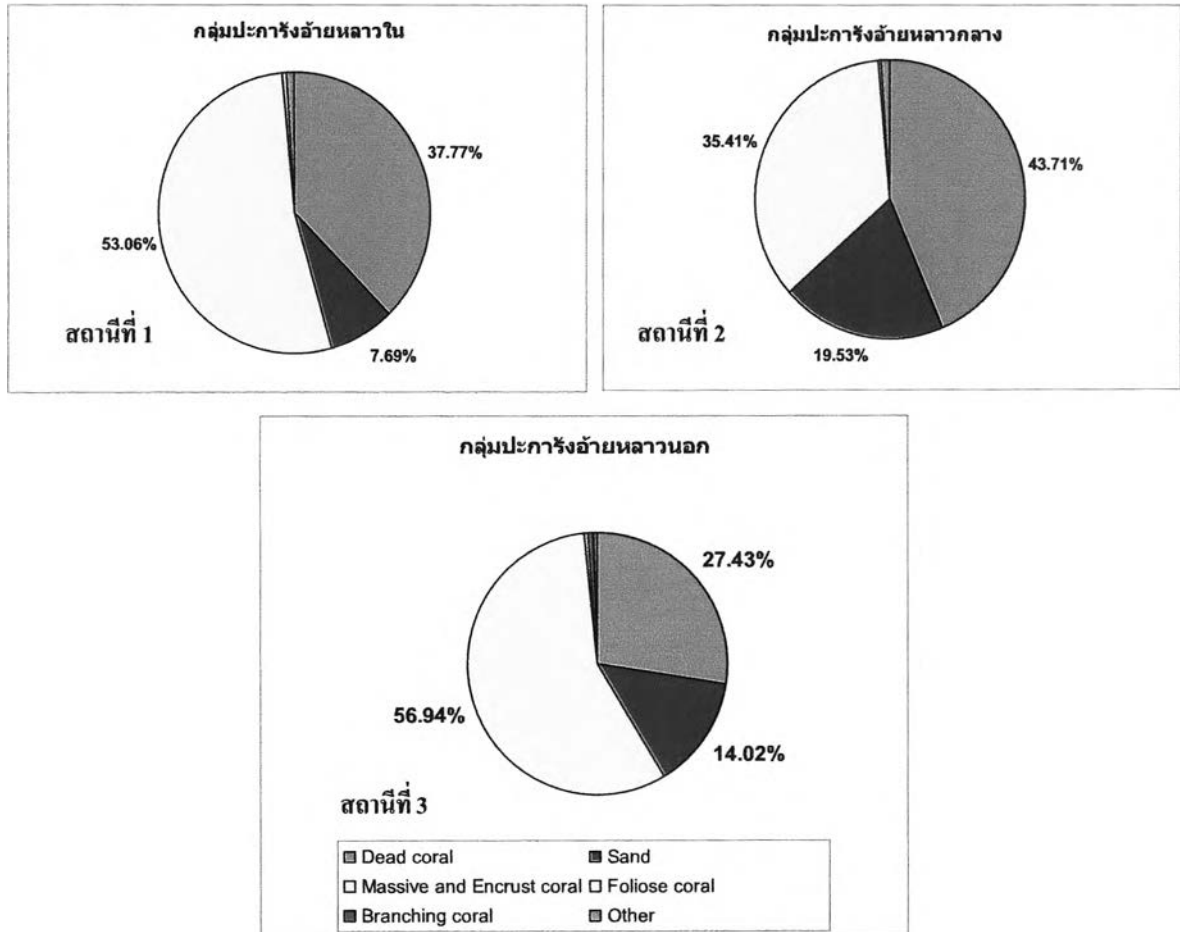 กลุ่มปะการังอ้ายหลาวใน
37.77%
53.06%
7.69%
สถานีที่ 1
กลุ่มปะการังอ้ายหลาวกลาง
35.41%
43.71%
19.53%
สถานีที่ 2
กลุ่มปะการังอ้ายหลาวนอก
27.43%
56.94%
14.02%
สถานีที่ 3
Dead coral
Sand
Massive and Encrust coral
Foliose coral
Branching coral
Other